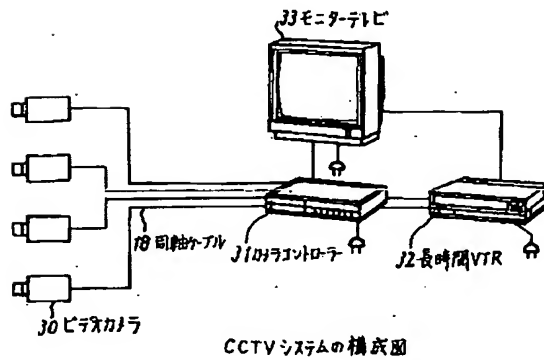 33モニターテレビ
18同軸ケーブル
31カメラコントローラー
32長時間VTR
30ビデオカメラ
CCTVシステムの構成図